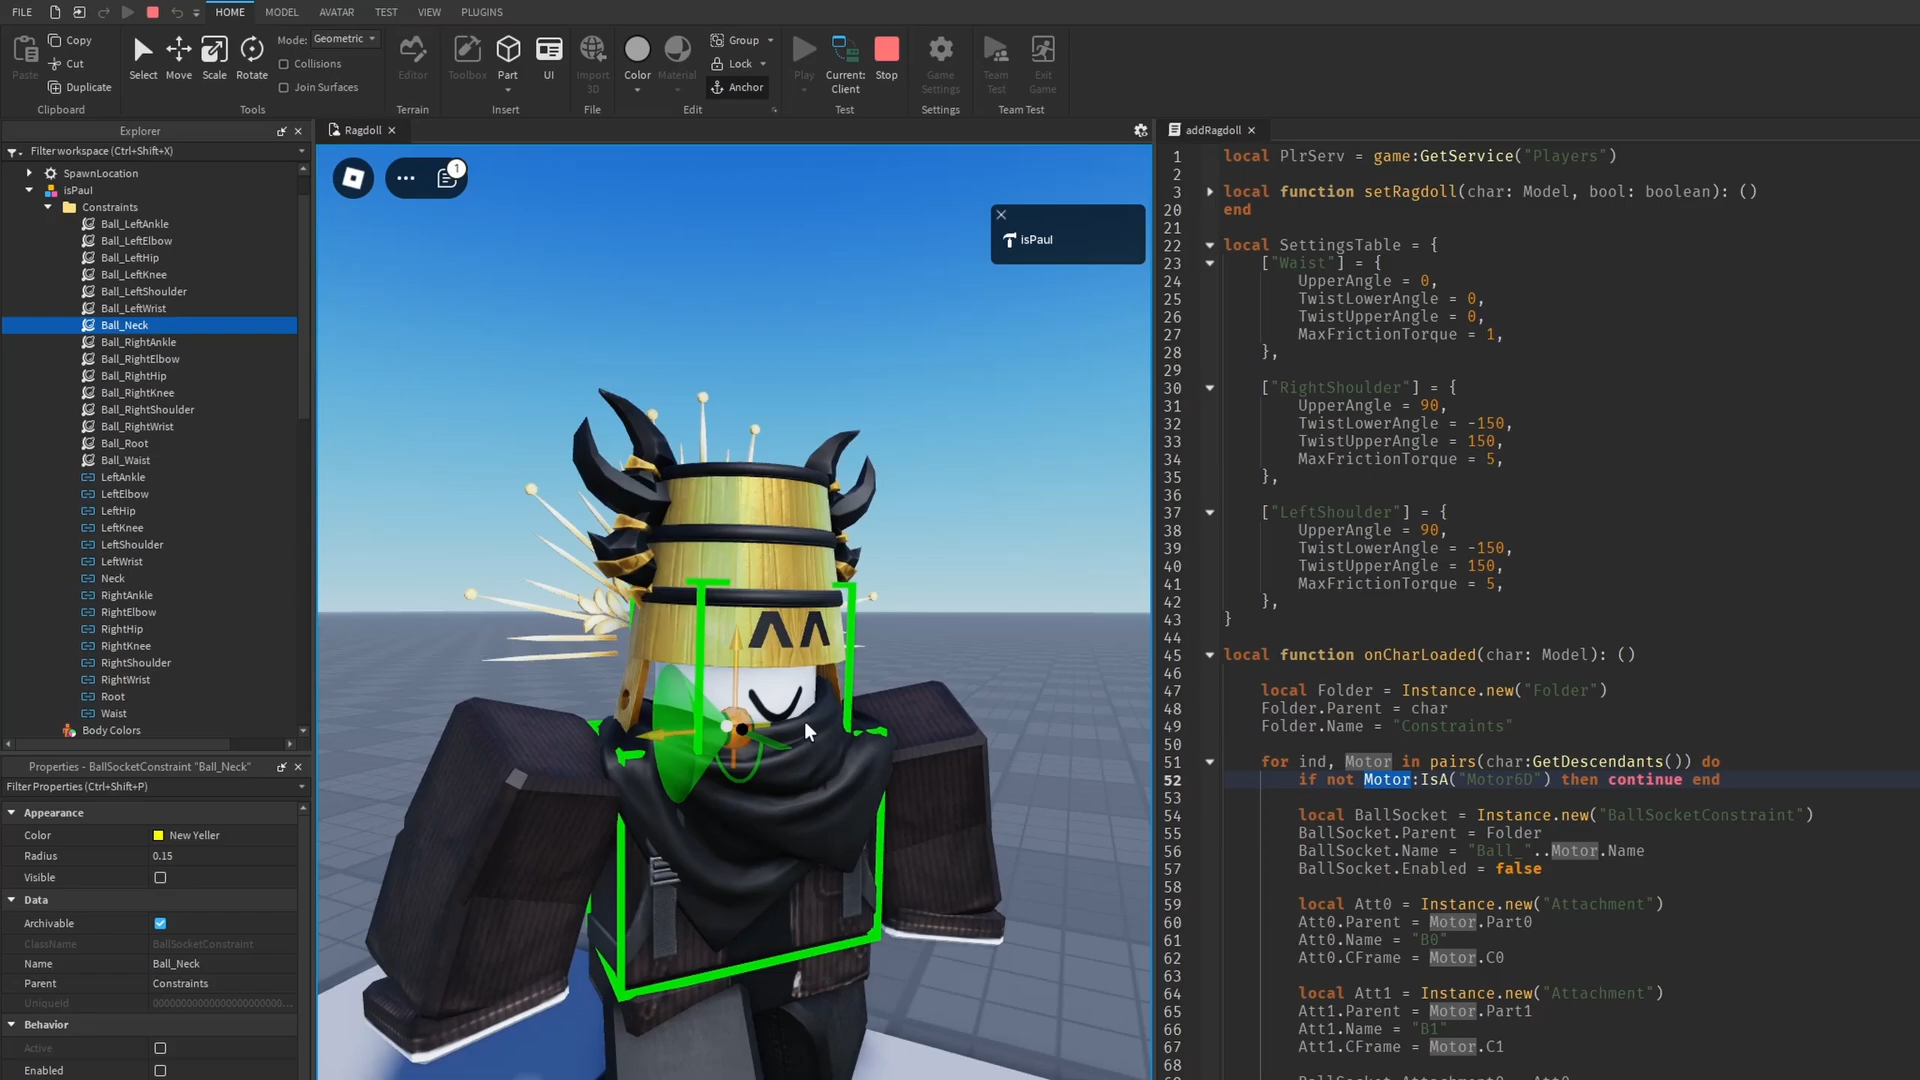 FILE
HOME
MODEL
AVATAR
TEST
VIEW
PLUGINS
Paste
Copy
Cut
Duplicate
Clipboard
Select
Move
Scale
Rotate
Mode: Geometric
Collisions
Join Surfaces
Tools
Editor
Terrain
Toolbox
Part
UI
Insert
Import
3D
File
Color
Material
Group
Lock
Anchor
Edit
Play
Current:
Client
Stop
Test
Game
Settings
Settings
Team
Test
Exit
Game
Team Test
Explorer
Filter workspace (Ctrl+Shift+X)
SpawnLocation
isPaul
Constraints
Ball_LeftAnkle
Ball_LeftElbow
Ball_LeftHip
Ball_LeftKnee
Ball_LeftShoulder
Ball_LeftWrist
Ball_Neck
Ball_RightAnkle
Ball_RightElbow
Ball_RightHip
Ball_RightKnee
Ball_RightShoulder
Ball_RightWrist
Ball_Root
Ball_Waist
LeftAnkle
LeftElbow
LeftHip
LeftKnee
LeftShoulder
LeftWrist
Neck
RightAnkle
RightElbow
RightHip
RightKnee
RightShoulder
RightWrist
Root
Waist
Body Colors
Properties - BallSocketConstraint "Ball_Neck"
Filter Properties (Ctrl+Shift+P)
Appearance
Color New Yeller
Radius 0.15
Visible
Data
Archivable
ClassName BallSocketConstraint
Name Ball_Neck
Parent Constraints
UniqueId
Behavior
Active
Enabled
Ragdoll
1
isPaul
addRagdoll
1 local PlrServ = game:GetService("Players")
2
3 local function setRagdoll(char: Model, bool: boolean): ()
20 end
21
22 local SettingsTable = {
23 ["Waist"] = {
24 UpperAngle = 0,
25 TwistLowerAngle = 0,
26 TwistUpperAngle = 0,
27 MaxFrictionTorque = 1,
28 },
29
30 ["RightShoulder"] = {
31 UpperAngle = 90,
32 TwistLowerAngle = -150,
33 TwistUpperAngle = 150,
34 MaxFrictionTorque = 5,
35 },
36
37 ["LeftShoulder"] = {
38 UpperAngle = 90,
39 TwistLowerAngle = -150,
40 TwistUpperAngle = 150,
41 MaxFrictionTorque = 5,
42 },
43 }
44
45 local function onCharLoaded(char: Model): ()
46
47 local Folder = Instance.new("Folder")
48 Folder.Parent = char
49 Folder.Name = "Constraints"
50
51 for ind, Motor in pairs(char:GetDescendants()) do
52 if not Motor:IsA("Motor6D") then continue end
53
54 local BallSocket = Instance.new("BallSocketConstraint")
55 BallSocket.Parent = Folder
56 BallSocket.Name = "Ball_"..Motor.Name
57 BallSocket.Enabled = false
58
59 local Att0 = Instance.new("Attachment")
60 Att0.Parent = Motor.Part0
61 Att0.Name = "B0"
62 Att0.CFrame = Motor.C0
63
64 local Att1 = Instance.new("Attachment")
65 Att1.Parent = Motor.Part1
66 Att1.Name = "B1"
67 Att1.CFrame = Motor.C1
68